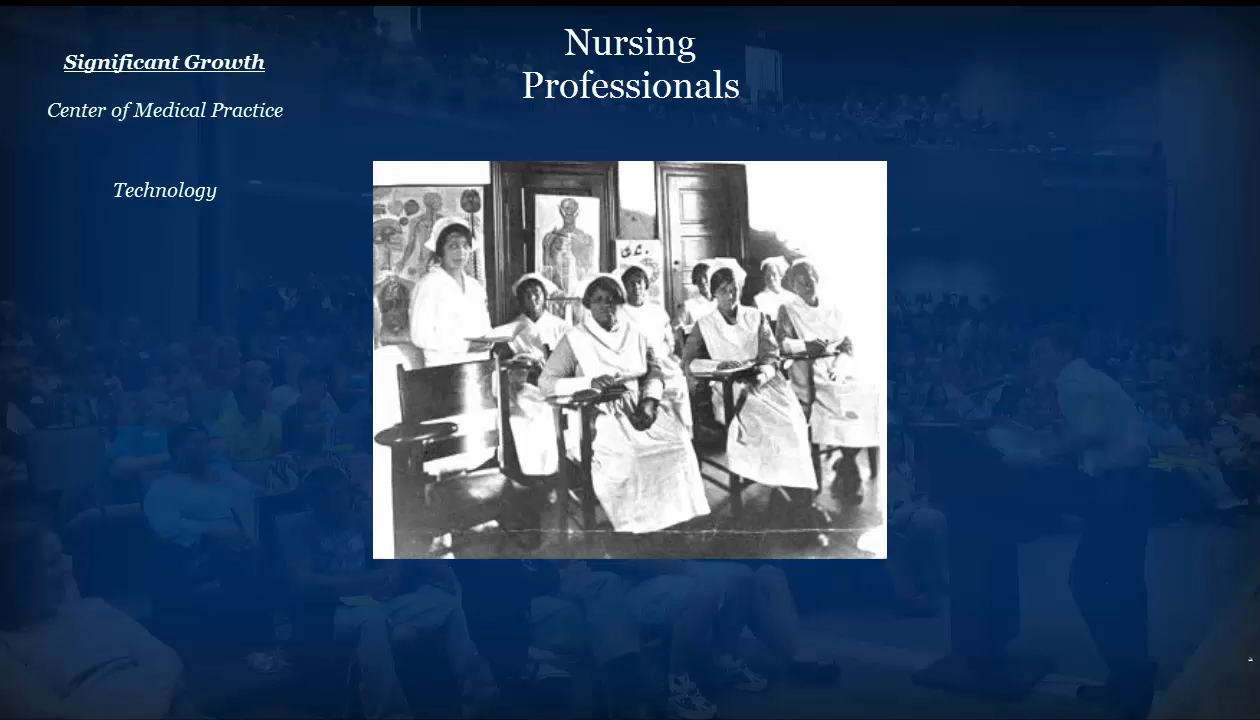 Nursing
Professionals
Significant Growth
Center of Medical Practice
Technology